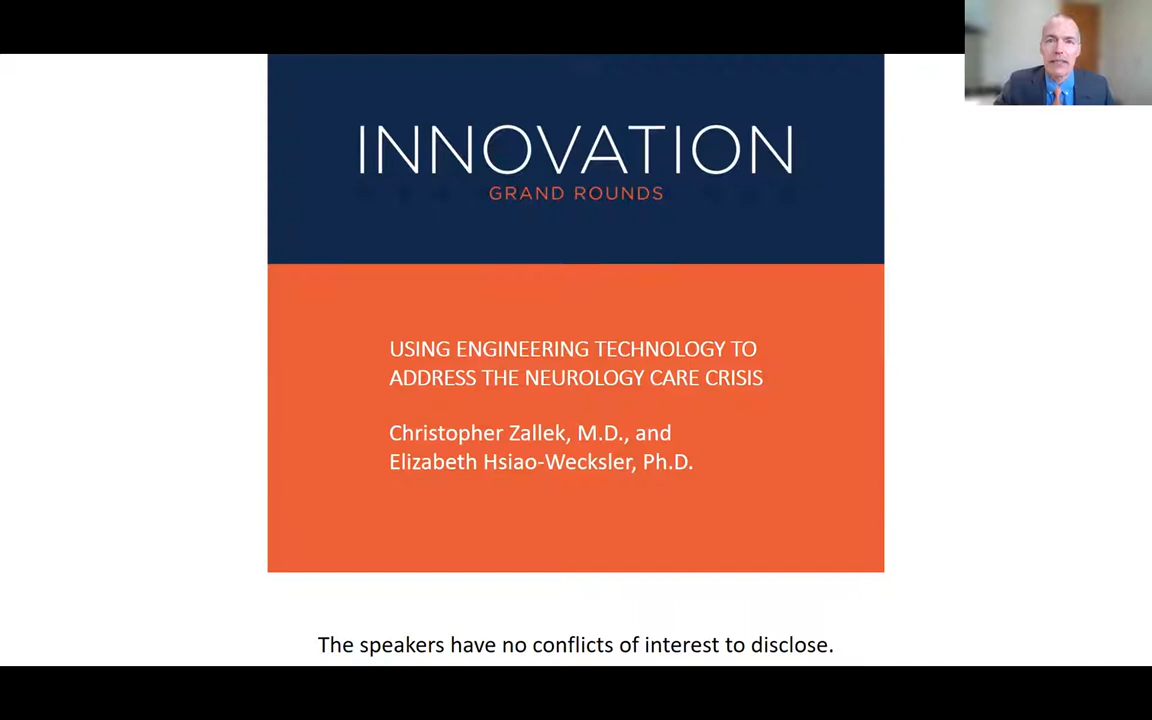 INNOVATION
GRAND ROUNDS
USING ENGINEERING TECHNOLOGY TO
ADDRESS THE NEUROLOGY CARE CRISIS
Christopher Zallek, M.D., and
Elizabeth Hsiao-Wecksler, Ph.D.
The speakers have no conflicts of interest to disclose.